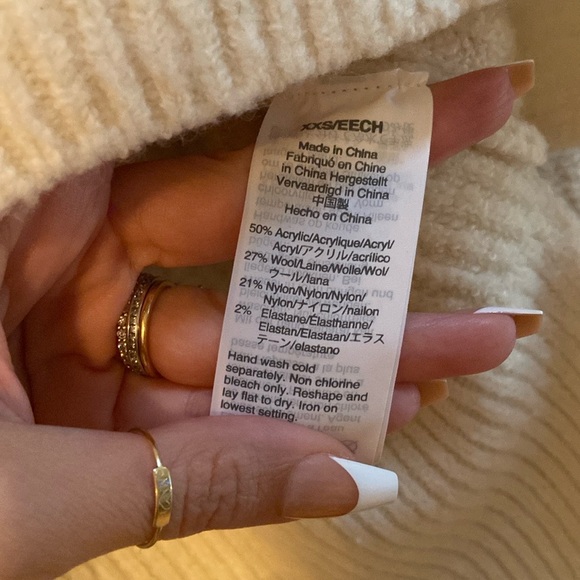 XXS/EECH
Made in China
Fabriqué en Chine
in China Hergestellt
Vervaardigd in China
中国製
Hecho en China
50% Acrylic/Acrylique/Acryl/
Acryl/アクリル/acrilico
27% Wool/Laine/Wolle/Wol/
ウール/lana
21% Nylon/Nylon/Nylon/
Nylon/ナイロン/nailon
2% Elastane/Élasthanne/
Elastan/Elastaan/エラス
テーン/elastano
Hand wash cold
separately. Non chlorine
bleach only. Reshape and
lay flat to dry. Iron on
lowest setting.